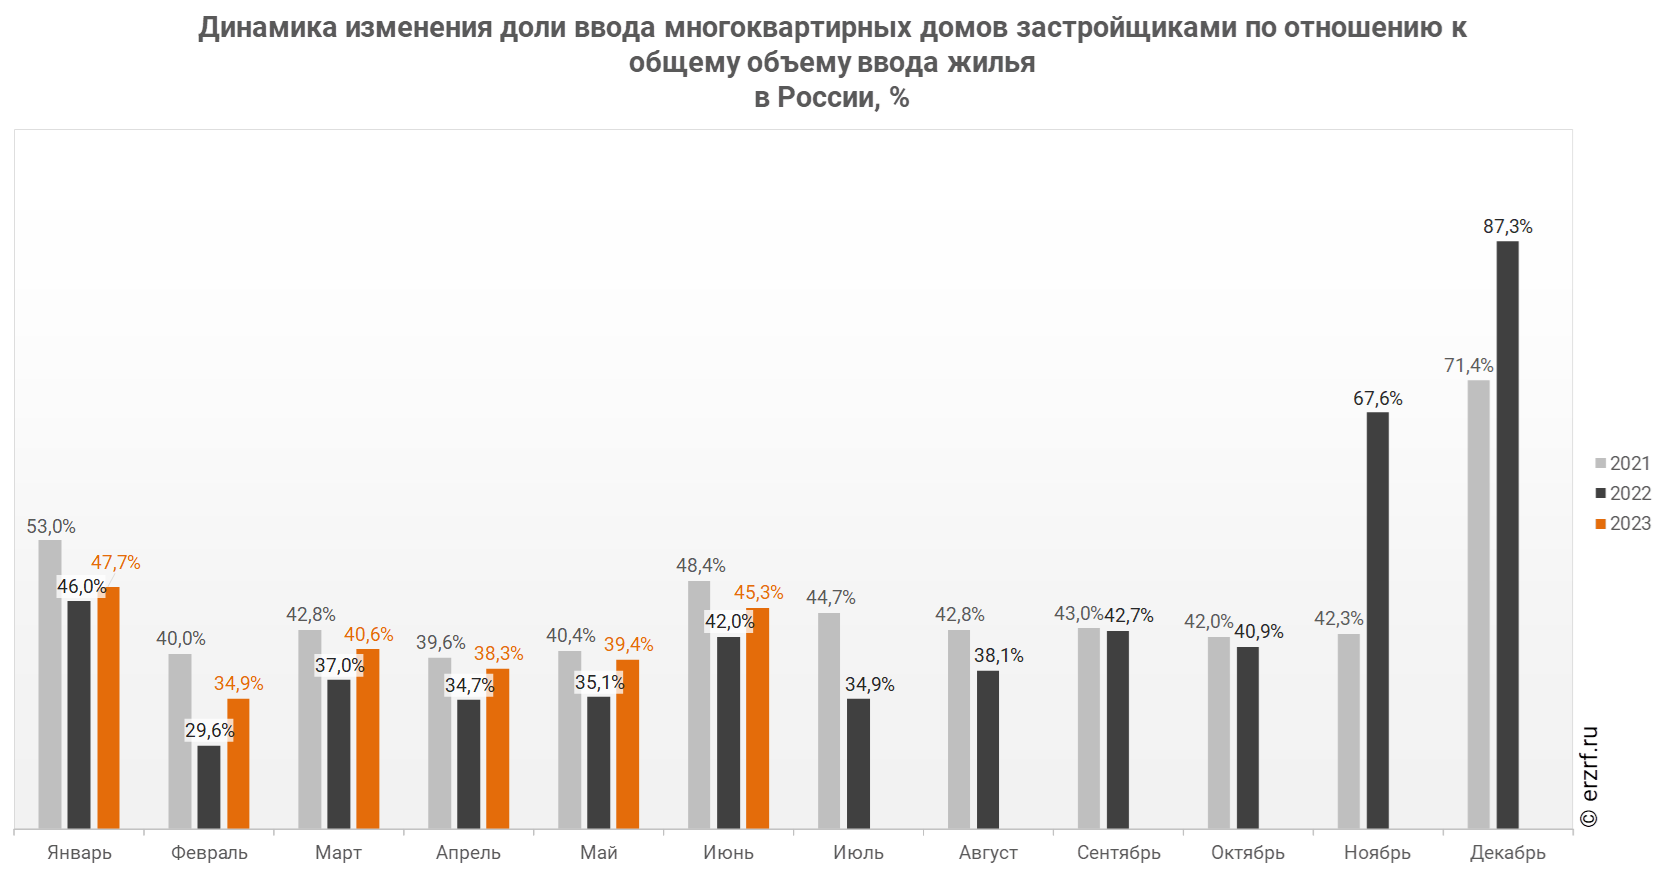 Динамика изменения доли ввода многоквартирных домов застройщиками по отношению к
общему объему ввода жилья
в России, %
87,3%
71,4%
67,6%
53,0%
47,7%
46,0%
40,0%
34,9%
29,6%
42,8%
40,6%
37,0%
39,6%
38,3%
34,7%
40,4%
39,4%
35,1%
48,4%
45,3%
42,0%
44,7%
34,9%
42,8%
38,1%
43,0%
42,7%
42,0%
40,9%
42,3%
2021
2022
2023
© erzrf.ru
Январь
Февраль
Март
Апрель
Май
Июнь
Июль
Август
Сентябрь
Октябрь
Ноябрь
Декабрь